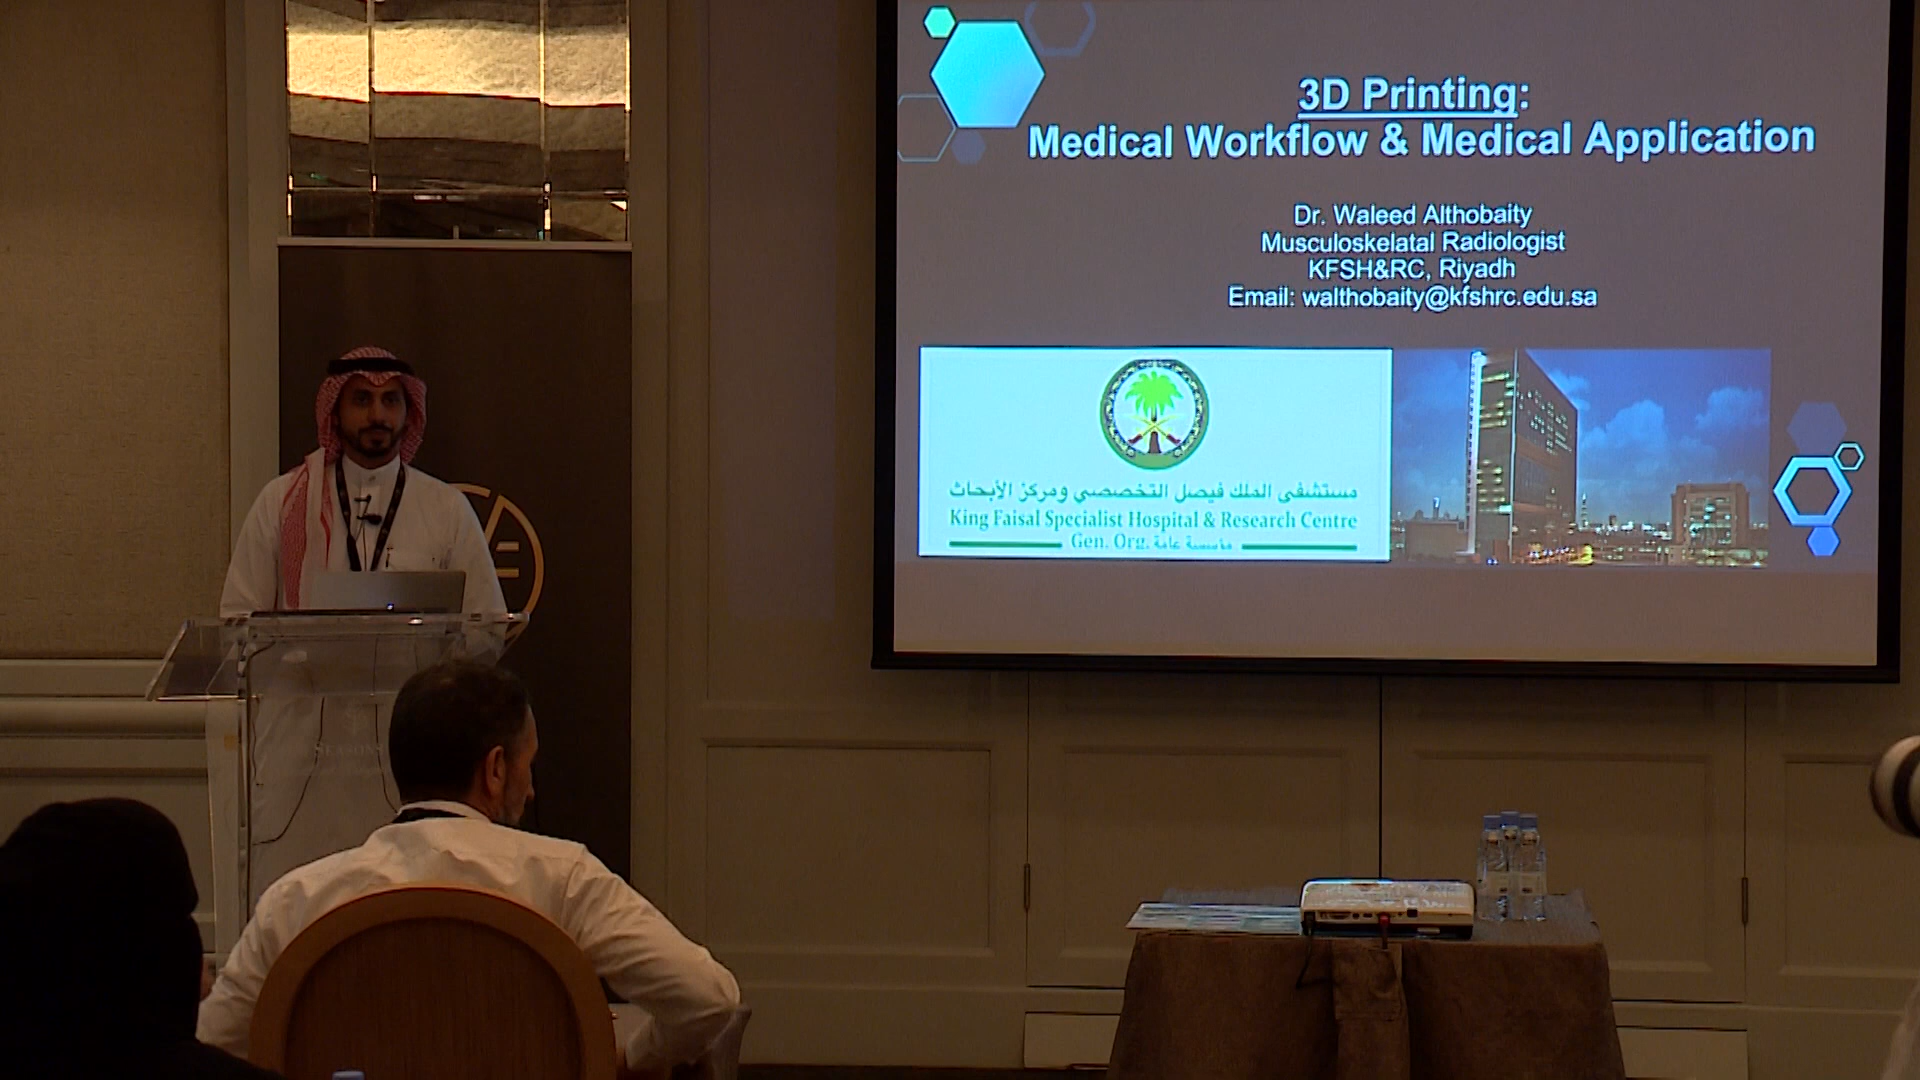 3D Printing:
Medical Workflow & Medical Application
Dr. Waleed Althobaity
Musculoskelatal Radiologist
KFSH&RC, Riyadh
Email: walthobaity@kfshrc.edu.sa
مستشفى الملك فيصل التخصصي ومركز الأبحاث
King Faisal Specialist Hospital & Research Centre
Gen. Org. مؤسسة عامة
Seasons